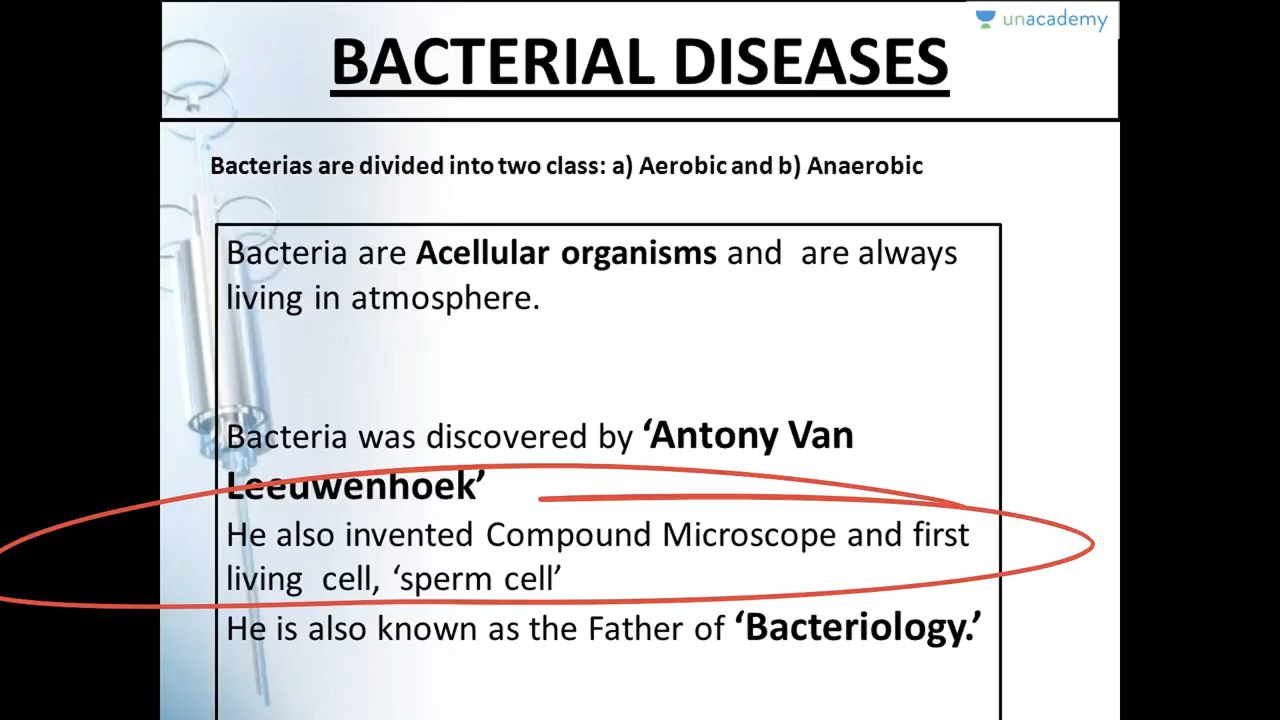 unacademy
BACTERIAL DISEASES
Bacterias are divided into two class: a) Aerobic and b) Anaerobic
Bacteria are Acellular organisms and are always
living in atmosphere.
Bacteria was discovered by ‘Antony Van
Leeuwenhoek’
He also invented Compound Microscope and first
living cell, ‘sperm cell’
He is also known as the Father of ‘Bacteriology.’